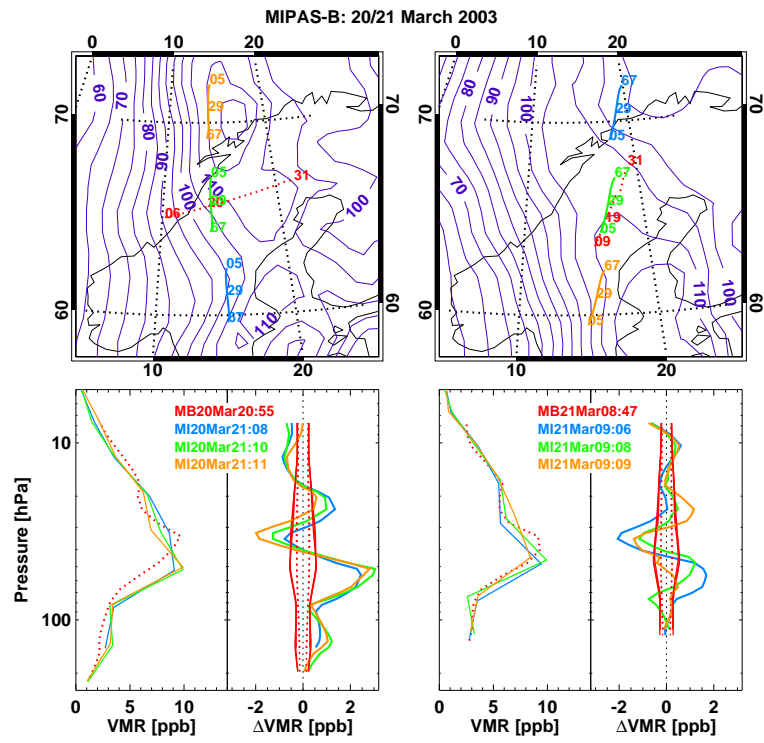 MIPAS-B: 20/21 March 2003
0 10 20
0 10 20
70
60
60
10
20
60
70
80
90
100
110
100
110
05
29
67
05
29
67
06
31
05
29
67
70
70
60
60
10
20
80
90
100
70
110
100
67
29
05
31
67
29
19
05
09
67
29
05
MB20Mar20:55
MI20Mar21:08
MI20Mar21:10
MI20Mar21:11
MB21Mar08:47
MI21Mar09:06
MI21Mar09:08
MI21Mar09:09
Pressure [hPa]
10
100
10
100
0 5 10
-2 0 2
0 5 10
-2 0 2
VMR [ppb]
ΔVMR [ppb]
VMR [ppb]
ΔVMR [ppb]